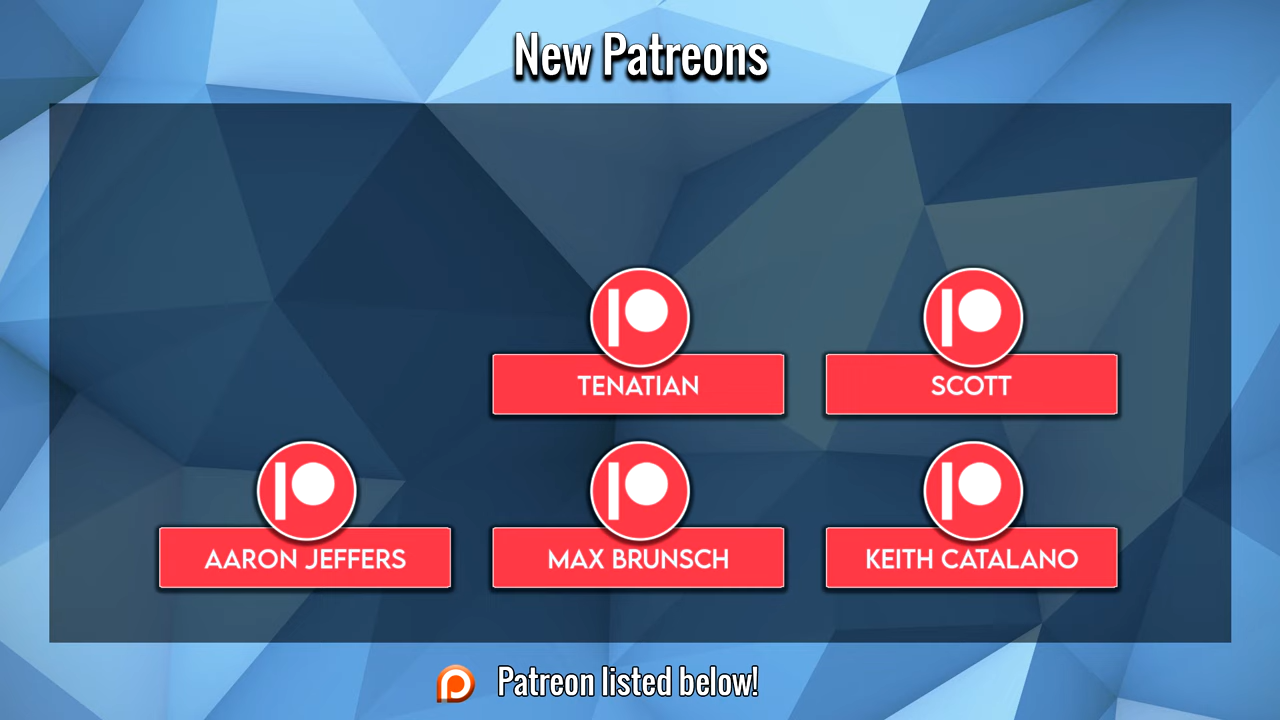 New Patreons
TENATIAN
SCOTT
AARON JEFFERS
MAX BRUNSCH
KEITH CATALANO
Patreon listed below!